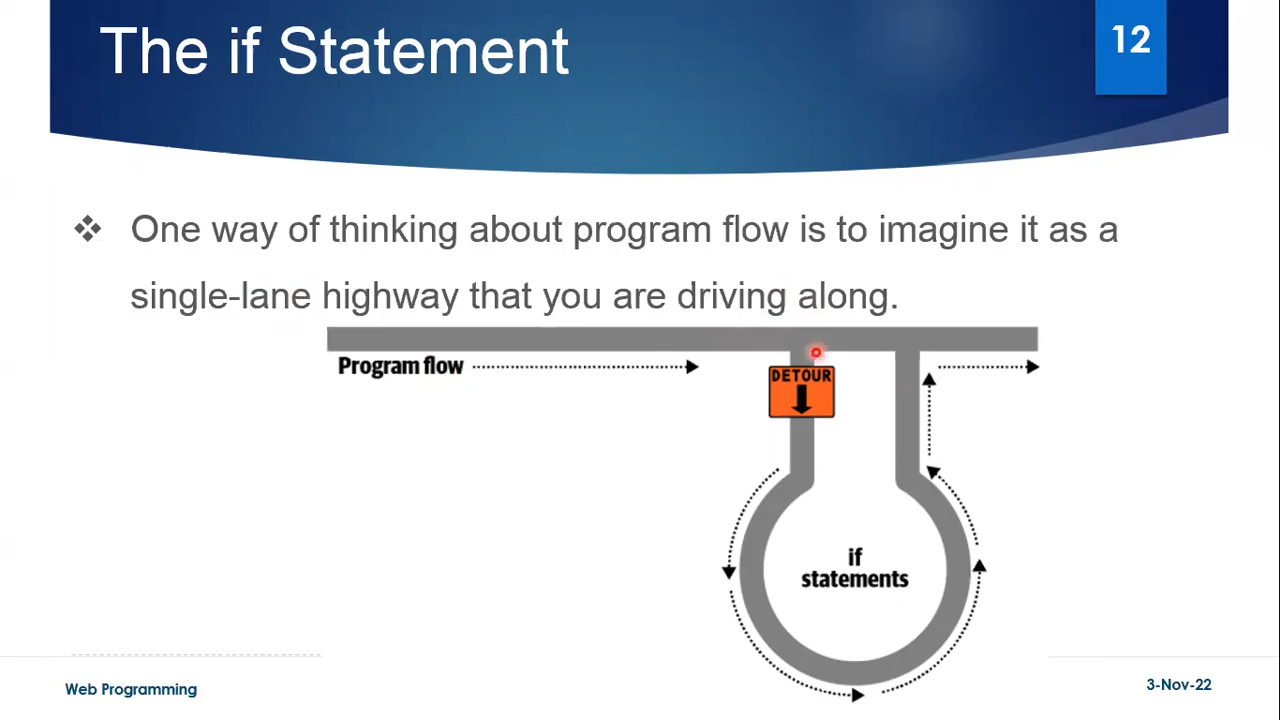 The if Statement
12
❖ One way of thinking about program flow is to imagine it as a
single-lane highway that you are driving along.
Program flow
DETOUR
if
statements
Web Programming
3-Nov-22